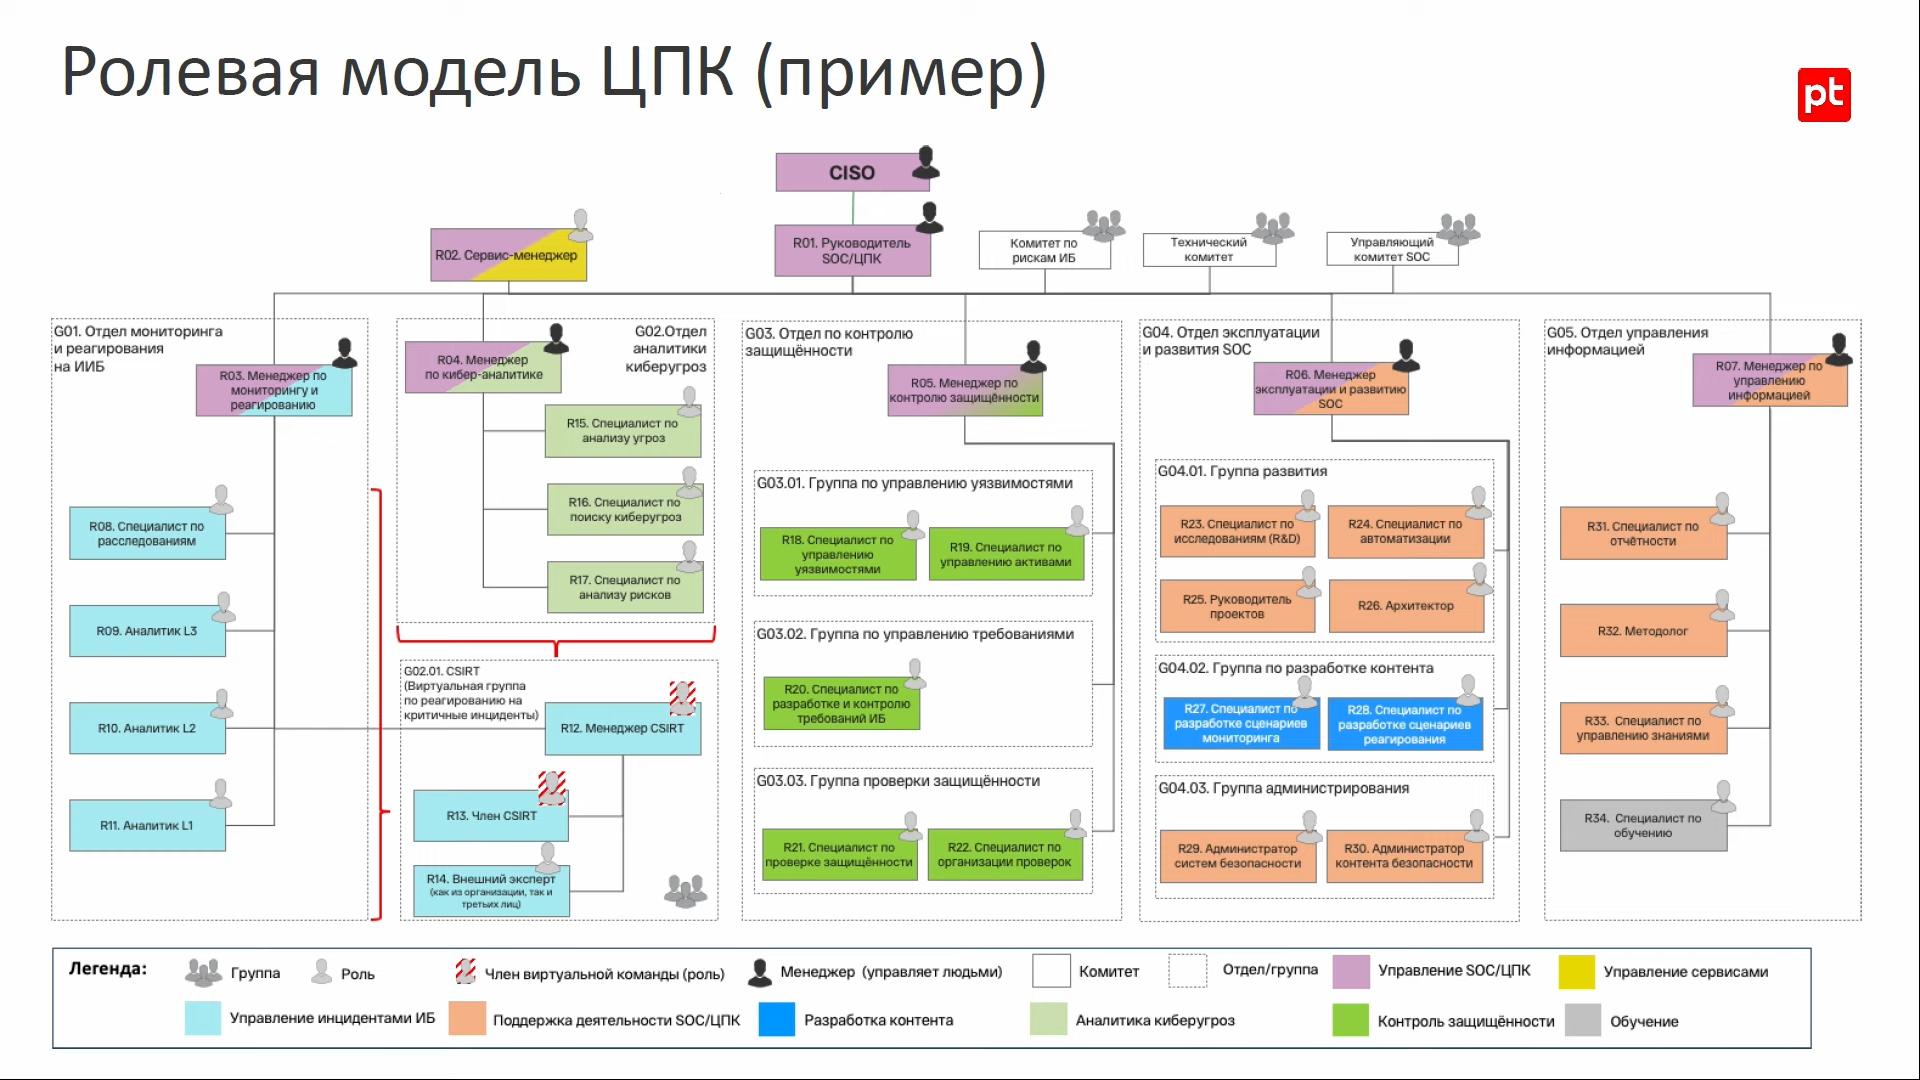 Ролевая модель ЦПК (пример)
pt
CISO
R01. Руководитель
SOC/ЦПК
R02. Сервис-менеджер
Комитет по
рискам ИБ
Технический
комитет
Управляющий
комитет SOC
G01. Отдел мониторинга
и реагирования
на ИИБ
R03. Менеджер по
мониторингу и
реагированию
R08. Специалист по
расследованиям
R09. Аналитик L3
R10. Аналитик L2
R11. Аналитик L1
G02.Отдел
аналитики
киберугроз
R04. Менеджер
по кибер-аналитике
R15. Специалист по
анализу угроз
R16. Специалист по
поиску киберугроз
R17. Специалист по
анализу рисков
G02.01. CSIRT
(Виртуальная группа
по реагированию на
критичные инциденты)
R12. Менеджер CSIRT
R13. Член CSIRT
R14. Внешний эксперт
(как из организации, так и
третьих лиц)
G03. Отдел по контролю
защищённости
R05. Менеджер по
контролю защищённости
G03.01. Группа по управлению уязвимостями
R18. Специалист по
управлению
уязвимостями
R19. Специалист по
управлению активами
G03.02. Группа по управлению требованиями
R20. Специалист по
разработке и контролю
требований ИБ
G03.03. Группа проверки защищённости
R21. Специалист по
проверке защищённости
R22. Специалист по
организации проверок
G04. Отдел эксплуатации
и развития SOC
R06. Менеджер
эксплуатации и развитию
SOC
G04.01. Группа развития
R23. Специалист по
исследованиям (R&D)
R24. Специалист по
автоматизации
R25. Руководитель
проектов
R26. Архитектор
G04.02. Группа по разработке контента
R27. Специалист по
разработке сценариев
мониторинга
R28. Специалист по
разработке сценариев
реагирования
G04.03. Группа администрирования
R29. Администратор
систем безопасности
R30. Администратор
контента безопасности
G05. Отдел управления
информацией
R07. Менеджер по
управлению
информацией
R31. Специалист по
отчётности
R32. Методолог
R33. Специалист по
управлению знаниями
R34. Специалист по
обучению
Легенда:
Группа
Роль
Член виртуальной команды (роль)
Менеджер (управляет людьми)
Комитет
Отдел/группа
Управление SOC/ЦПК
Управление сервисами
Управление инцидентами ИБ
Поддержка деятельности SOC/ЦПК
Разработка контента
Аналитика киберугроз
Контроль защищённости
Обучение